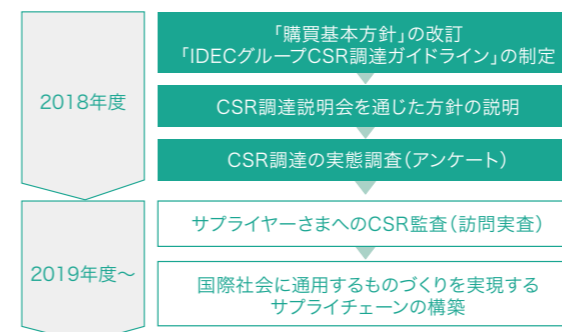 2018年度
「購買基本方針」の改訂
「IDECグループCSR調達ガイドライン」の制定
CSR調達説明会を通じた方針の説明
CSR調達の実態調査（アンケート）
2019年度～
サプライヤーさまへのCSR監査（訪問実査）
国際社会に通用するものづくりを実現する
サプライチェーンの構築